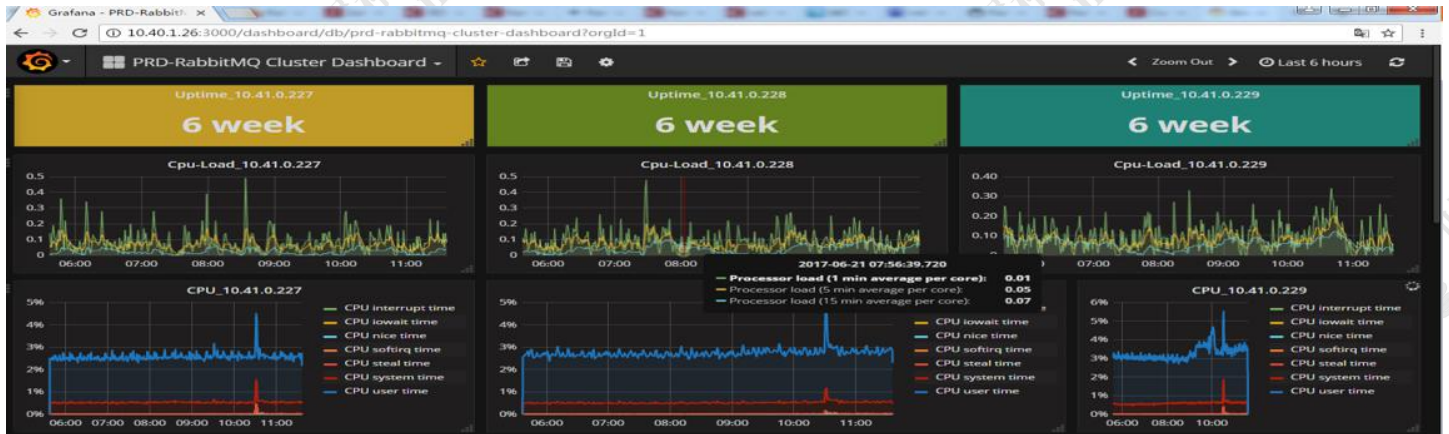 Grafana - PRD-Rabbit
10.40.1.26:3000/dashboard/db/prd-rabbitmq-cluster-dashboard?orgId=1
PRD-RabbitMQ Cluster Dashboard
Zoom Out
Last 6 hours
Uptime_10.41.0.227
6 week
Uptime_10.41.0.228
6 week
Uptime_10.41.0.229
6 week
Cpu-Load_10.41.0.227
0.5
0.4
0.3
0.2
0.1
0
06:00 07:00 08:00 09:00 10:00 11:00
Cpu-Load_10.41.0.228
0.5
0.4
0.3
0.2
0.1
0
06:00 07:00 08:00
2017-06-21 07:56:39.720
Processor load (1 min average per core): 0.01
Processor load (5 min average per core): 0.05
Processor load (15 min average per core): 0.07
Cpu-Load_10.41.0.229
0.40
0.30
0.20
0.10
07:00 08:00 09:00 10:00 11:00
CPU_10.41.0.227
5%
4%
3%
2%
1%
0%
06:00 07:00 08:00 09:00 10:00 11:00
CPU interrupt time
CPU iowait time
CPU nice time
CPU softirq time
CPU steal time
CPU system time
CPU user time
5%
4%
3%
2%
1%
0%
06:00 07:00 08:00 09:00 10:00 11:00
CPU iowait time
CPU nice time
CPU softirq time
CPU steal time
CPU system time
CPU user time
CPU_10.41.0.229
6%
5%
4%
3%
2%
1%
0%
06:00 08:00 10:00
CPU interrupt time
CPU iowait time
CPU nice time
CPU softirq time
CPU steal time
CPU system time
CPU user time